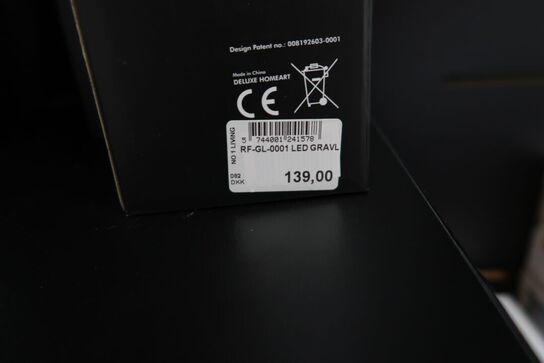 Design Patent no.: 008192603-0001
Made in China
DELUXE HOMEART
CE
NO 1 LIVING
5 744001 241578
RF-GL-0001 LED GRAVL
DKK
139,00